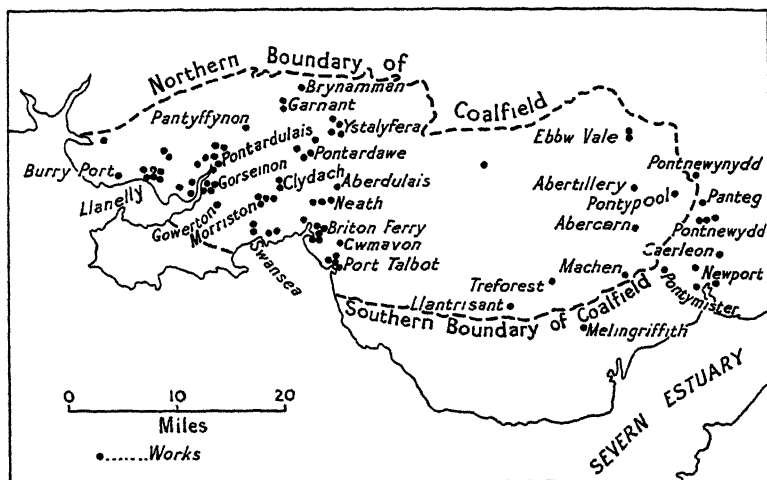 Northern Boundary of
Coalfield
Brynamman
Garnant
Pantyffynon
Ystalyfera
Ebbw Vale
Pontardulais
Pontardawe
Pontnewynydd
Burry Port
Gorseinon
Clydach
Aberdulais
Abertillery
Pontypool
Panteg
Llanelly
Neath
Gowerton
Morriston
Abercarn
Pontnewydd
Briton Ferry
Cwmavon
Caerleon
Swansea
Port Talbot
Machen
Newport
Treforest
Pontymister
Llantrisant
Southern Boundary of Coalfield
Melingriffith
SEVERN ESTUARY
0 10 20
Miles
•.......Works